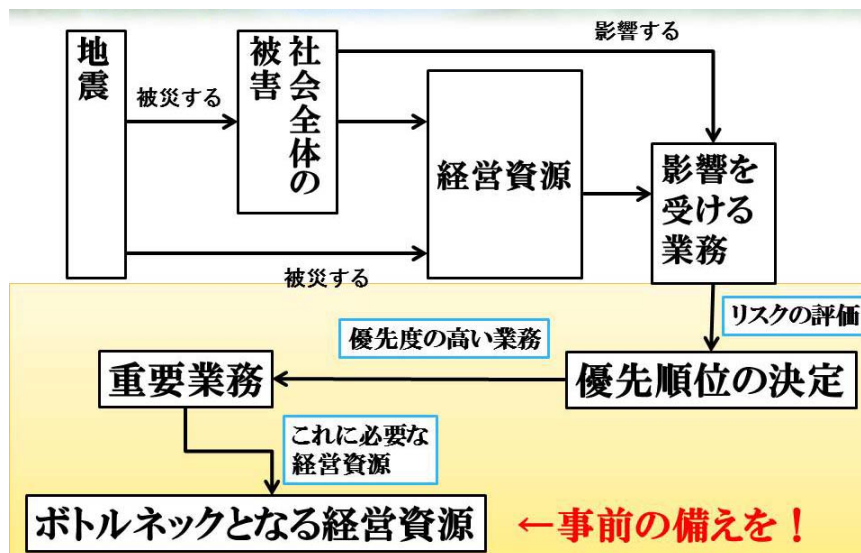 地震
被災する
社会全体の
被害
影響する
経営資源
影響を
受ける
業務
被災する
リスクの評価
優先度の高い業務
重要業務
優先順位の決定
これに必要な
経営資源
ボトルネックとなる経営資源
←事前の備えを！